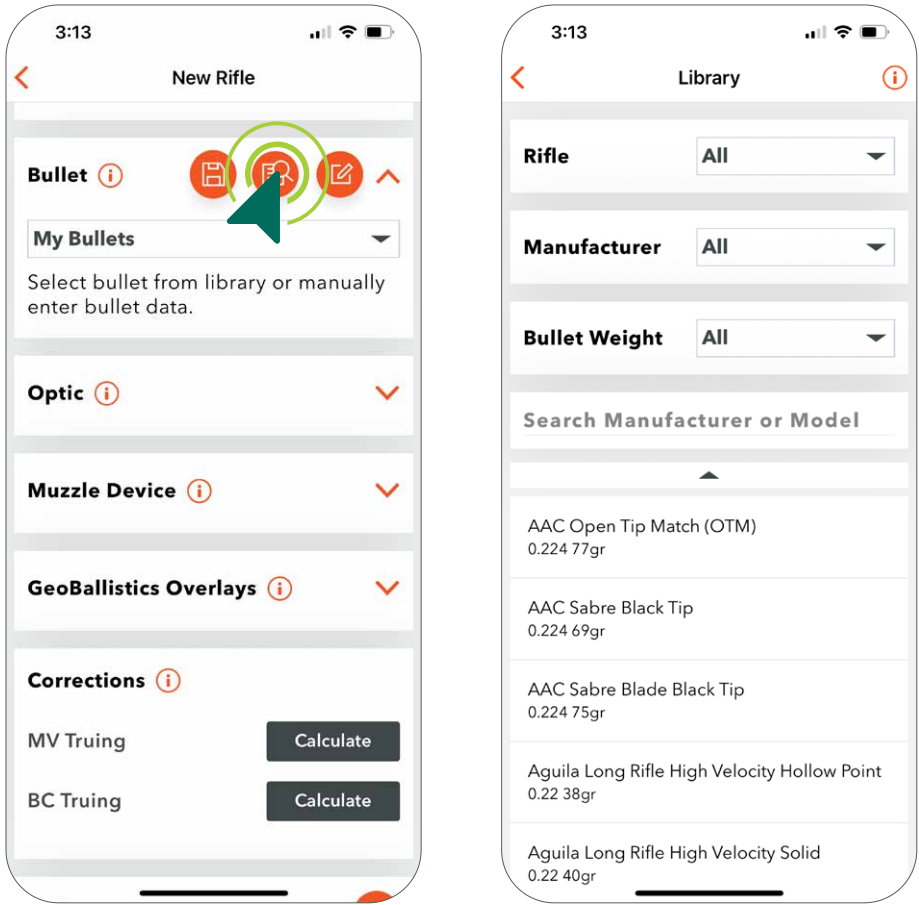 3:13
New Rifle
Bullet
My Bullets
Select bullet from library or manually
enter bullet data.
Optic
Muzzle Device
GeoBallistics Overlays
Corrections
MV Truing Calculate
BC Truing Calculate
3:13
Library
Rifle All
Manufacturer All
Bullet Weight All
Search Manufacturer or Model
AAC Open Tip Match (OTM)
0.224 77gr
AAC Sabre Black Tip
0.224 69gr
AAC Sabre Blade Black Tip
0.224 75gr
Aguila Long Rifle High Velocity Hollow Point
0.22 38gr
Aguila Long Rifle High Velocity Solid
0.22 40gr